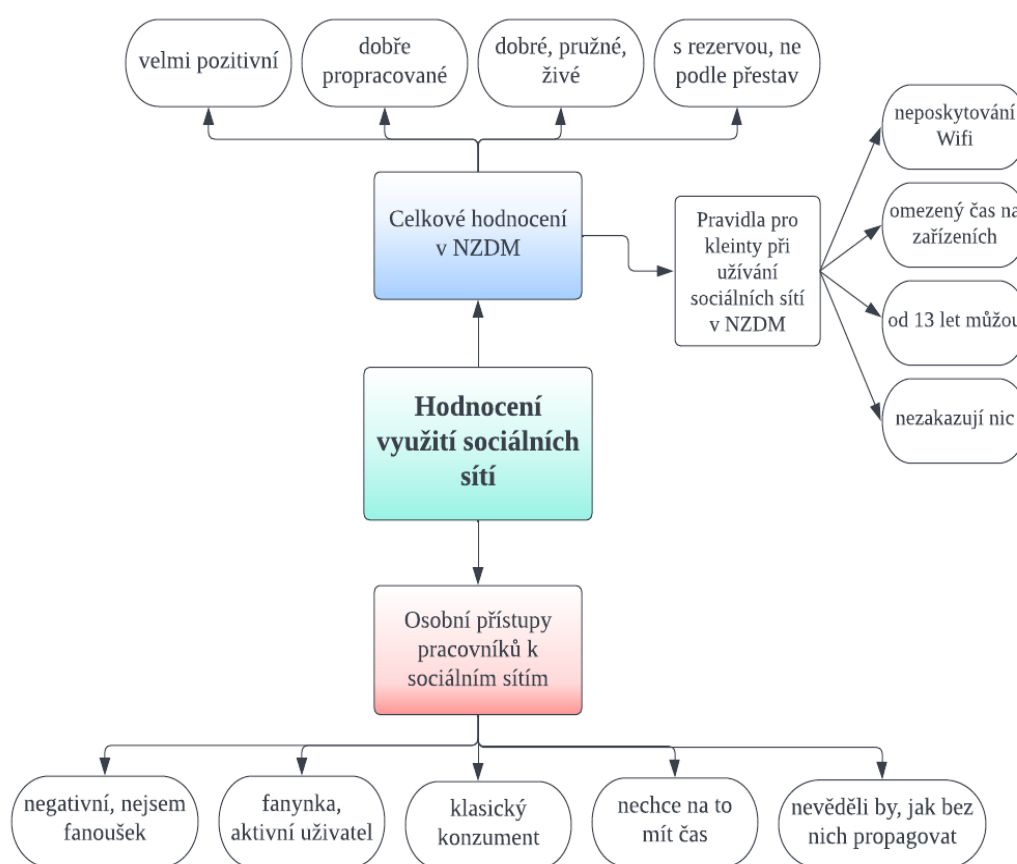 velmi pozitivní
dobře
propracované
dobré, pružné,
živé
s rezervou, ne
podle přestav
neposkytování
Wifi
Celkové hodnocení
v NZDM
Pravidla pro
kleinty při
užívání
sociálních sítí
v NZDM
omezený čas na
zařízeních
od 13 let můžou
nezakazují nic
Hodnocení
využití sociálních
sítí
Osobní přístupy
pracovníků k
sociálním sítím
negativní, nejsem
fanoušek
fanynka,
aktivní uživatel
klasický
konzument
nechce na to
mít čas
nevěděli by, jak bez
nich propagovat